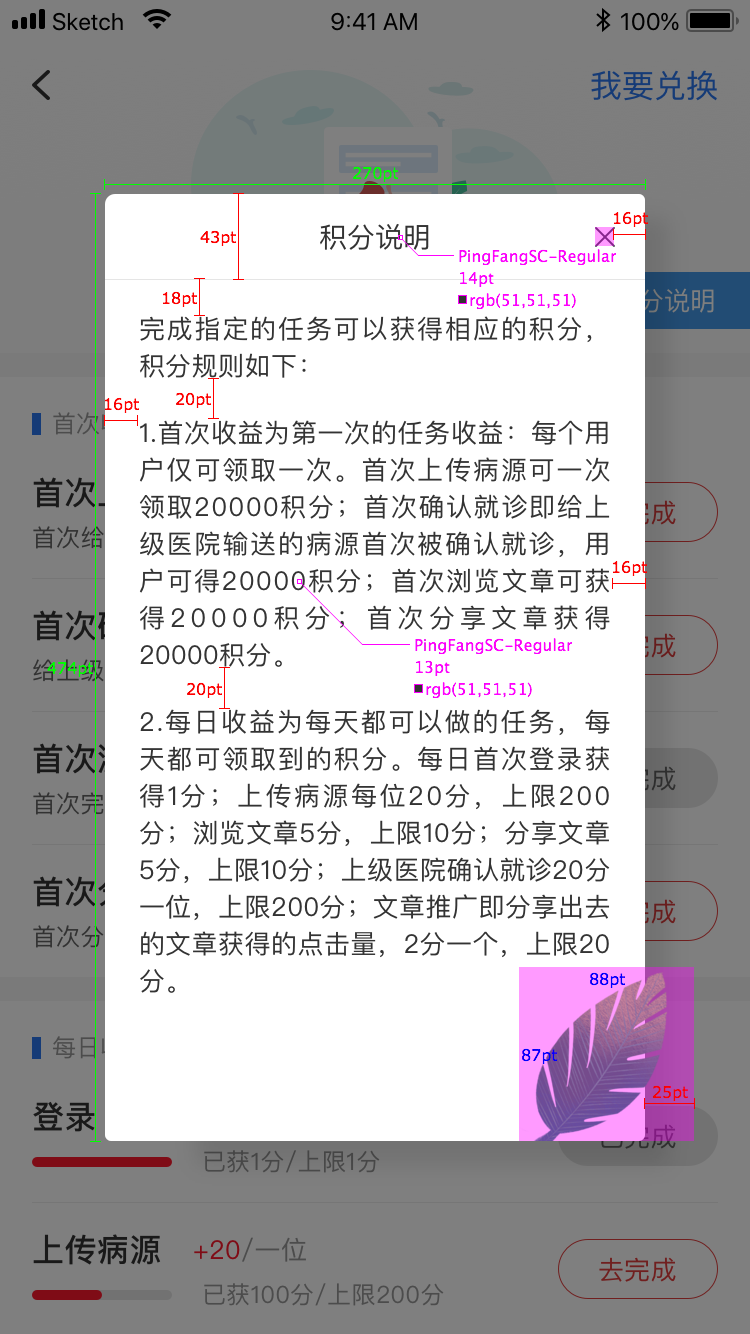 Sketch 9:41 AM 100%
我要兑换
270pt
43pt
积分说明
16pt
PingFangSC-Regular
14pt
rgb(51,51,51)
18pt
分说明
完成指定的任务可以获得相应的积分，
积分规则如下：
20pt
16pt
首次
1.首次收益为第一次的任务收益：每个用
户仅可领取一次。首次上传病源可一次
领取20000积分；首次确认就诊即给上
级医院输送的病源首次被确认就诊，用
户可得20000积分；首次浏览文章可获
得20000积分；首次分享文章获得
20000积分。
首次上
首次给
完成
16pt
首次确
给上级
474pt
完成
PingFangSC-Regular
13pt
rgb(51,51,51)
20pt
2.每日收益为每天都可以做的任务，每
天都可领取到的积分。每日首次登录获
得1分；上传病源每位20分，上限200
分；浏览文章5分，上限10分；分享文章
5分，上限10分；上级医院确认就诊20分
一位，上限200分；文章推广即分享出去
的文章获得的点击量，2分一个，上限20
分。
首次
首次完
完成
首次分
首次分
完成
88pt
87pt
25pt
每日
登录
已获1分/上限1分
已完成
上传病源 +20/一位
已获100分/上限200分
去完成